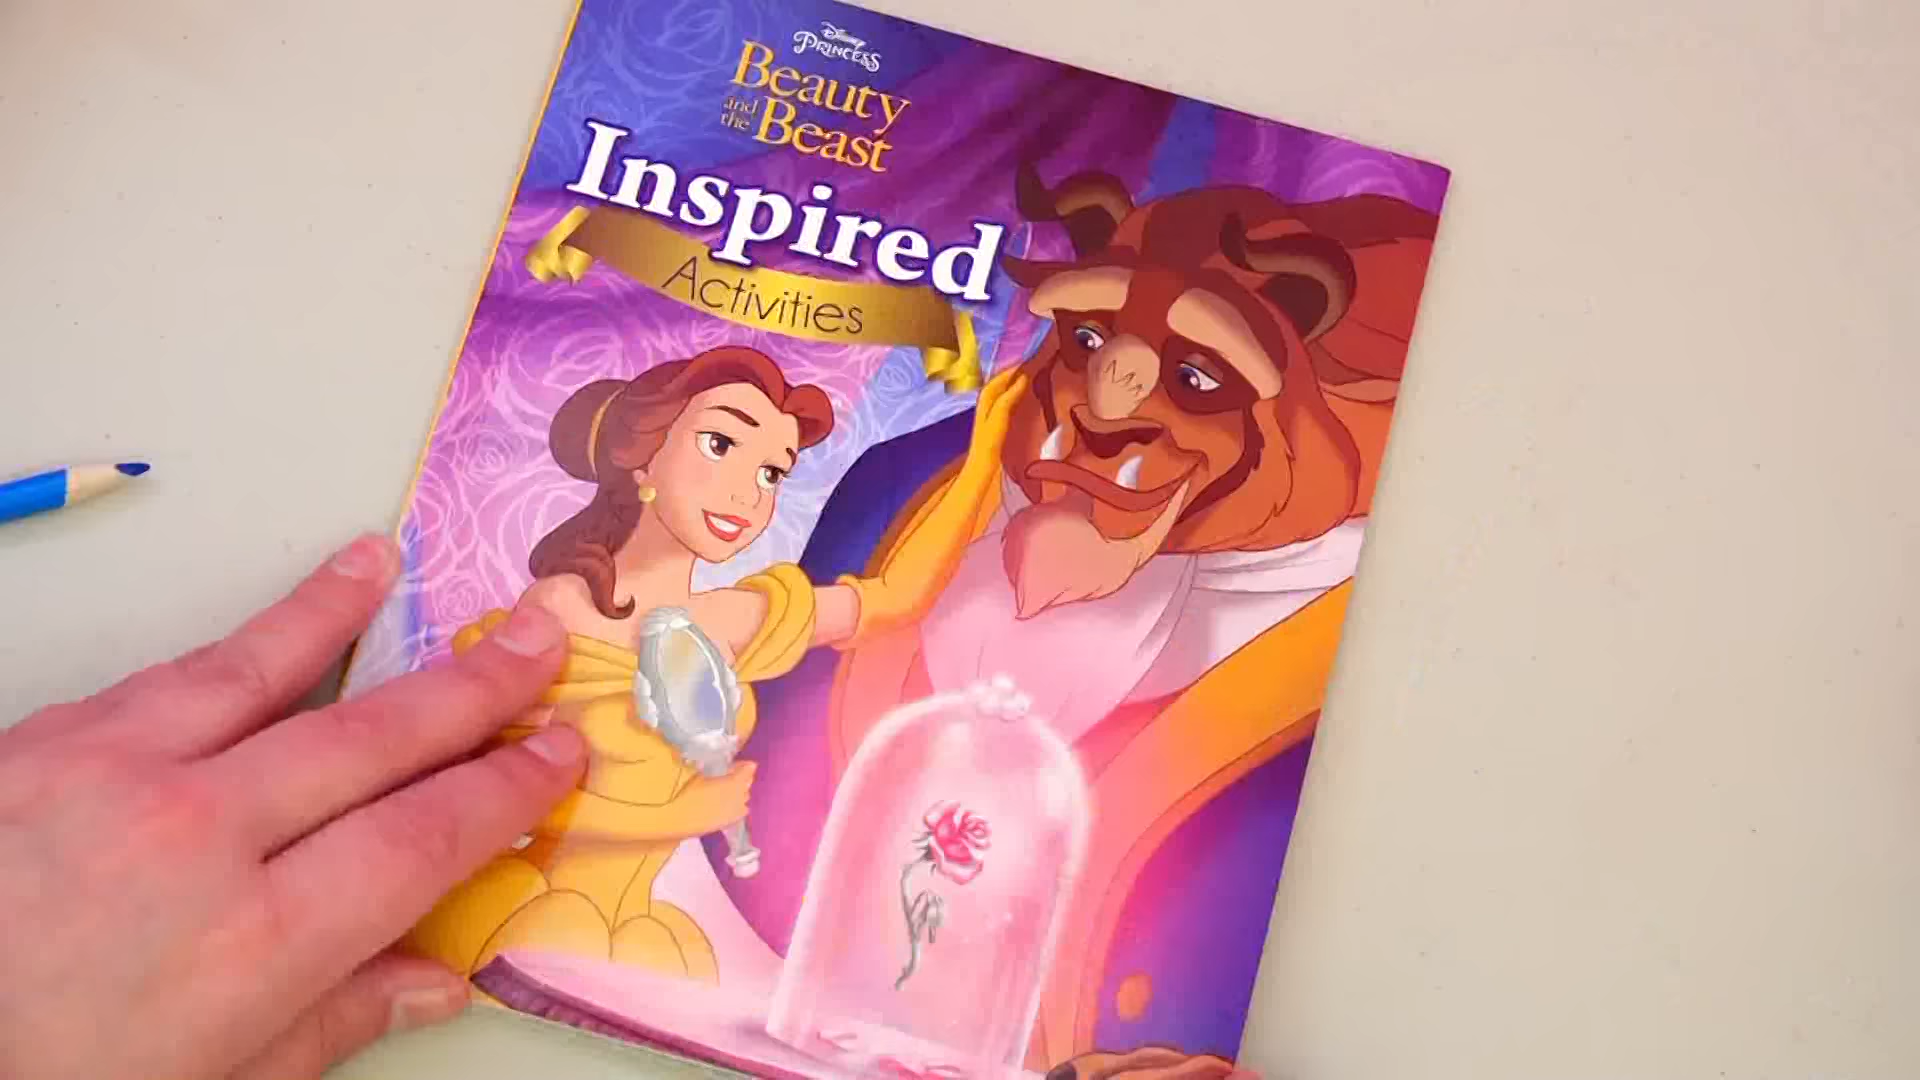 Disney
PRINCESS
Beauty
and
the Beast
Inspired
Activities